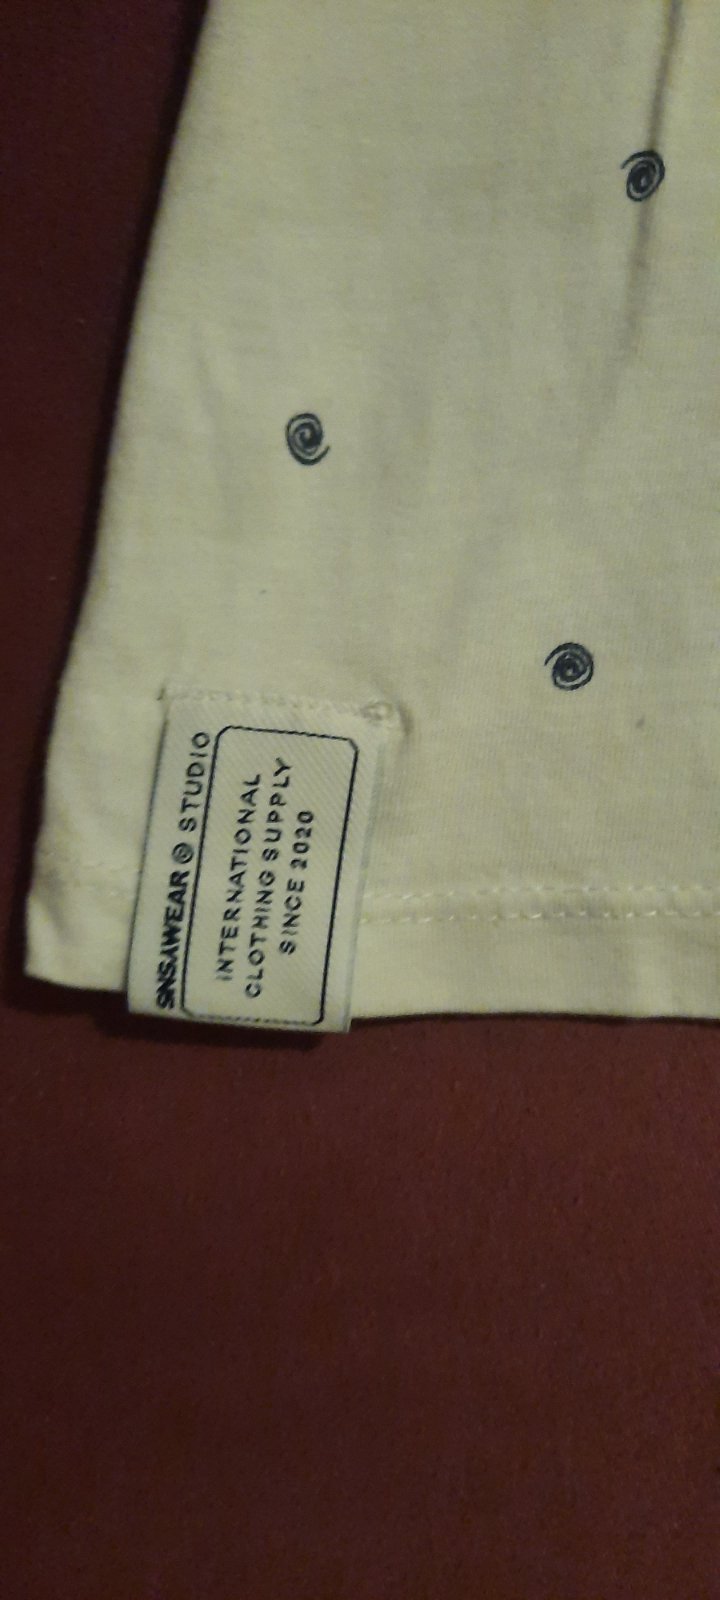 SNSAWEAR® STUDIO
INTERNATIONAL
CLOTHING SUPPLY
SINCE 2020